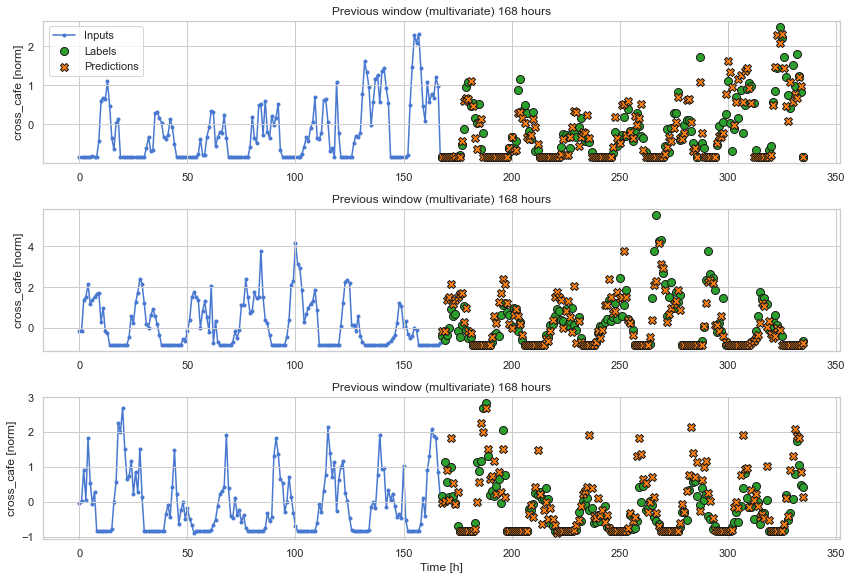 Previous window (multivariate) 168 hours
cross_cafe [norm]
2
1
0
Inputs
Labels
Predictions
0 50 100 150 200 250 300 350
Previous window (multivariate) 168 hours
cross_cafe [norm]
4
2
0
0 50 100 150 200 250 300 350
Previous window (multivariate) 168 hours
cross_cafe [norm]
3
2
1
0
−1
0 50 100 150 200 250 300 350
Time [h]